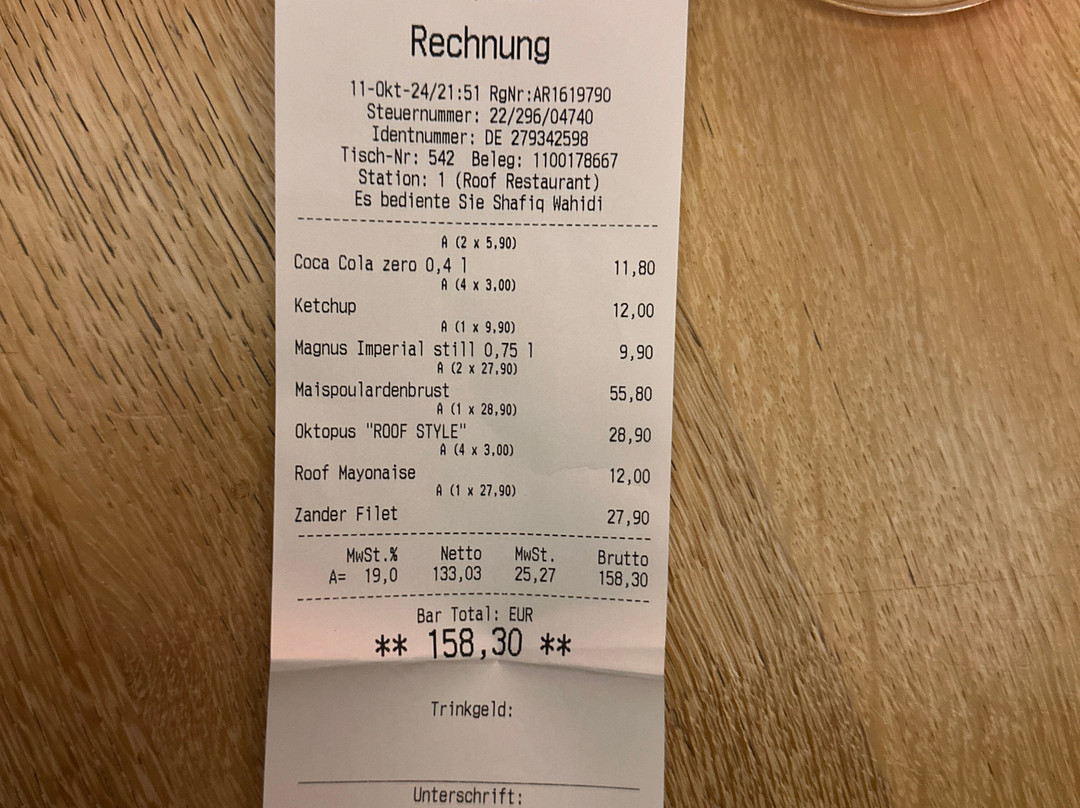 Rechnung
11-Okt-24/21:51 RgNr:AR1619790
Steuernummer: 22/296/04740
Identnummer: DE 279342598
Tisch-Nr: 542 Beleg: 1100178667
Station: 1 (Roof Restaurant)
Es bediente Sie Shafiq Wahidi
A (2 x 5,90)
Coca Cola zero 0,4 l 11,80
A (4 x 3,00)
Ketchup 12,00
A (1 x 9,90)
Magnus Imperial still 0,75 l 9,90
A (2 x 27,90)
Maispoulardenbrust 55,80
A (1 x 28,90)
Oktopus "ROOF STYLE" 28,90
A (4 x 3,00)
Roof Mayonaise 12,00
A (1 x 27,90)
Zander Filet 27,90
MwSt.% Netto MwSt. Brutto
A= 19,0 133,03 25,27 158,30
Bar Total: EUR
** 158,30 **
Trinkgeld:
Unterschrift: